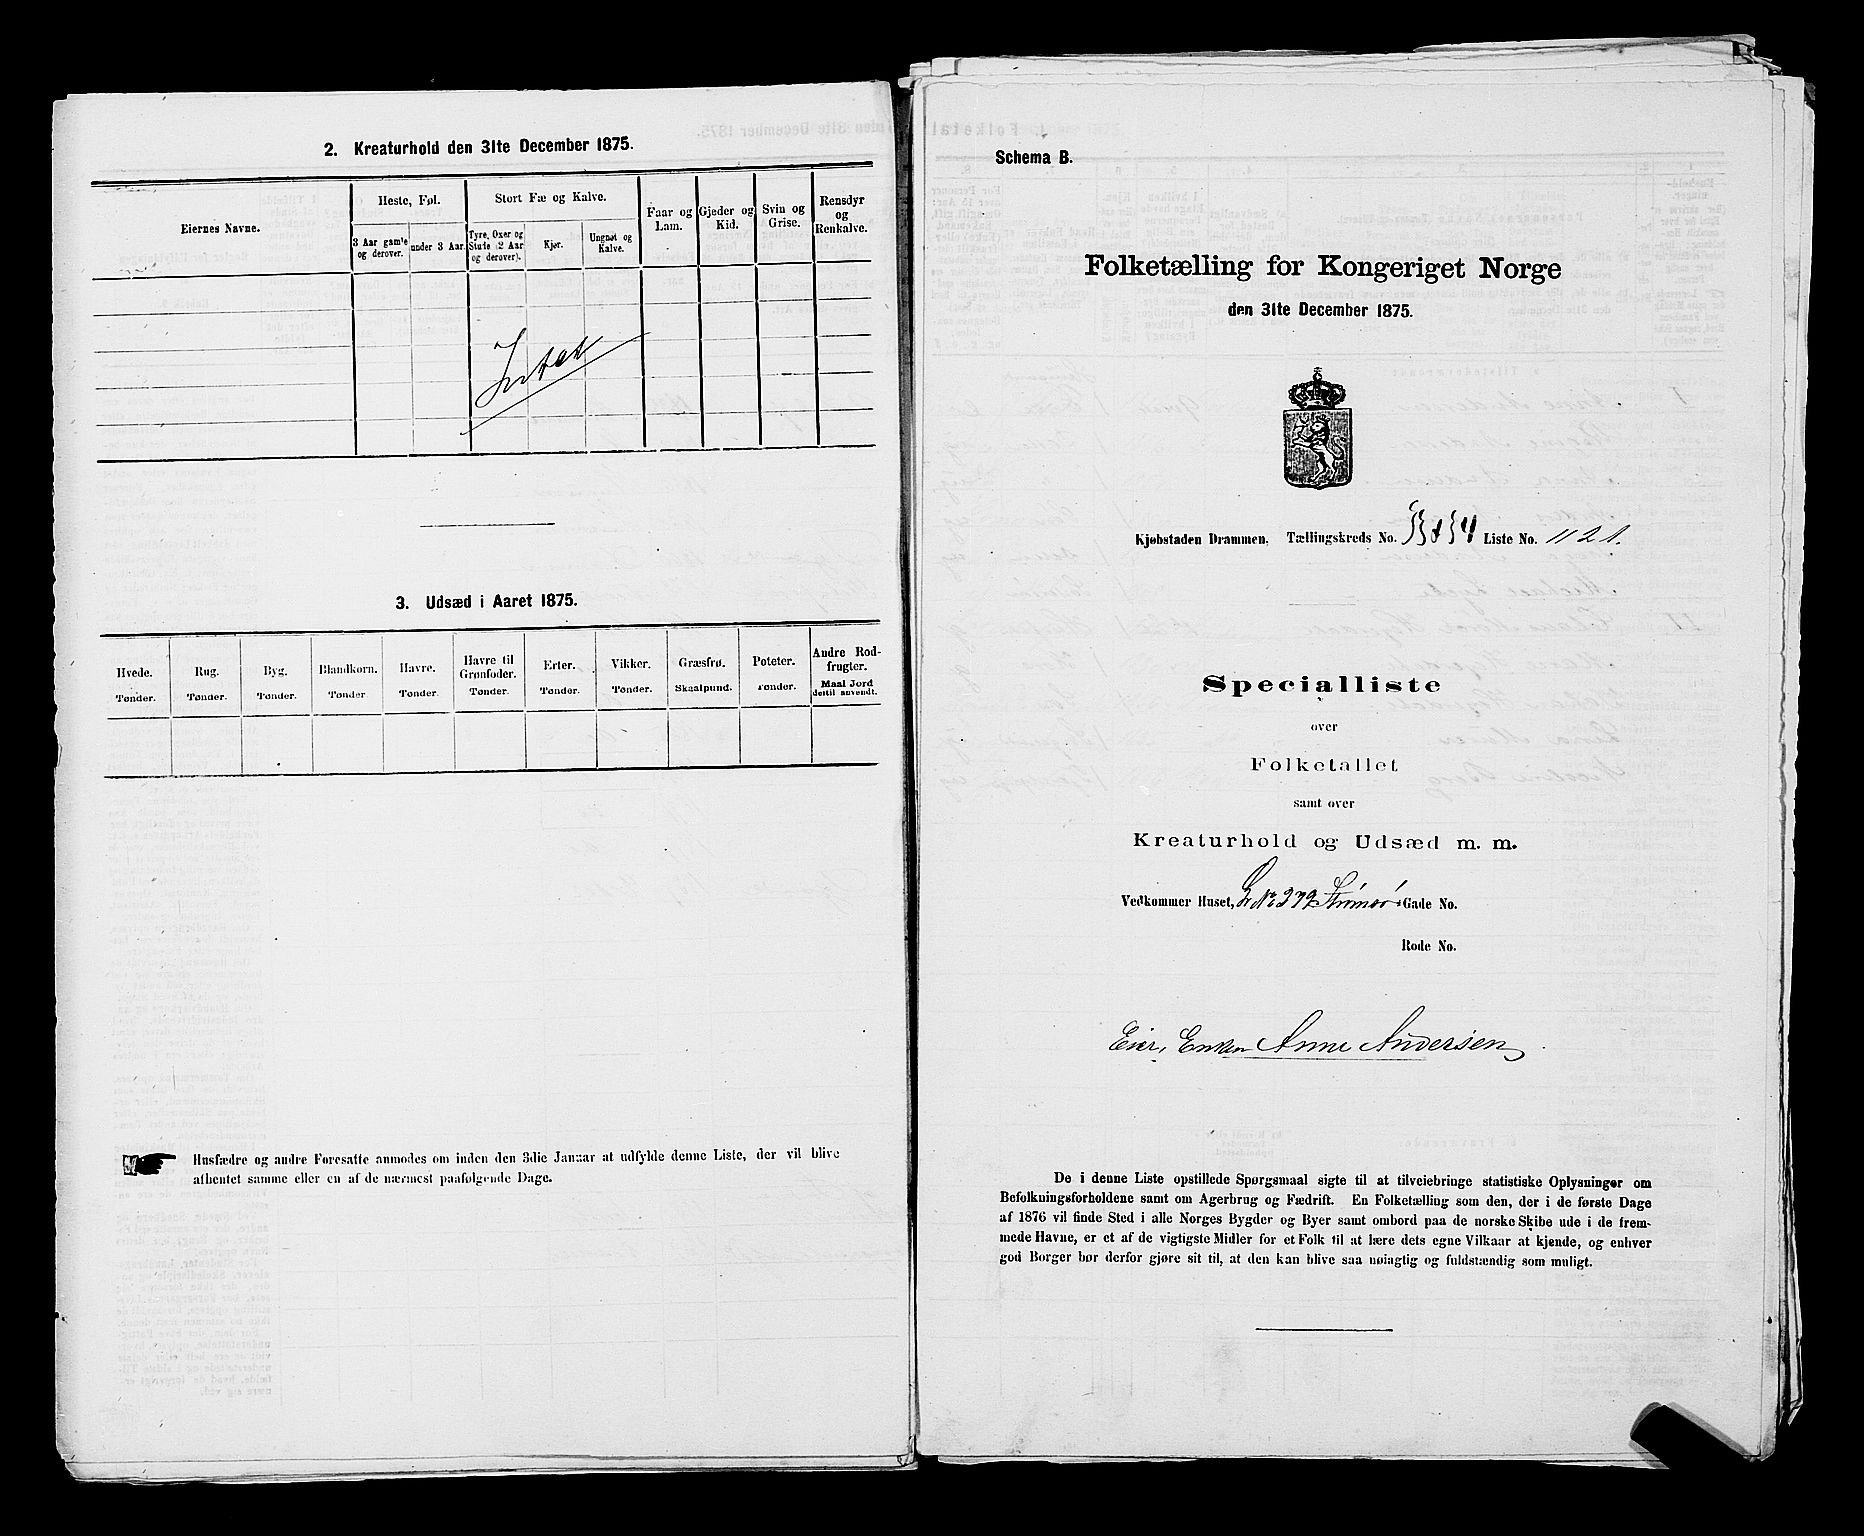 2. Kreaturhold den 31te December 1875.
Eiernes Navne.
Heste, Føl.
3 Aar gamle og derover.
under 3 Aar.
Stort Fæ og Kalve.
Tyre, Oxer og Stute (2 Aar og derover).
Kjør.
Ungnøt og Kalve.
Faar og Lam.
Gjeder og Kid.
Svin og Grise.
Rensdyr og Renkalve.
Intet
3. Udsæd i Aaret 1875.
Hvede. Rug. Byg. Blandkorn. Havre. Havre til Grønfoder. Erter. Vikker. Græsfrø. Poteter. Andre Rodfrugter.
Tønder. Tønder. Tønder. Tønder. Tønder. Tønder. Tønder. Tønder. Skaalpund. Tønder. Maal Jord dertil anvendt.
Husfædre og andre Foresatte anmodes om inden den 3die Januar at udfylde denne Liste, der vil blive
afhentet samme eller en af de nærmest paafølgende Dage.
Schema B.
Folketælling for Kongeriget Norge
den 31te December 1875.
Kjøbstaden Drammen. Tællingskreds No. Liste No. 1121.
Specialliste
over
Folketallet
samt over
Kreaturhold og Udsæd m. m.
Vedkommer Huset, L No 272 Strømsø Gade No.
Rode No.
Eier, Enken Anne Andersen
De i denne Liste opstillede Spørgsmaal sigte til at tilveiebringe statistiske Oplysninger om
Befolkningsforholdene samt om Agerbrug og Fædrift. En Folketælling som den, der i de første Dage
af 1876 vil finde Sted i alle Norges Bygder og Byer samt ombord paa de norske Skibe ude i de frem-
mede Havne, er et af de vigtigste Midler for et Folk til at lære dets egne Vilkaar at kjende, og enhver
god Borger bør derfor gjøre sit til, at den kan blive saa nøiagtig og fuldstændig som muligt.